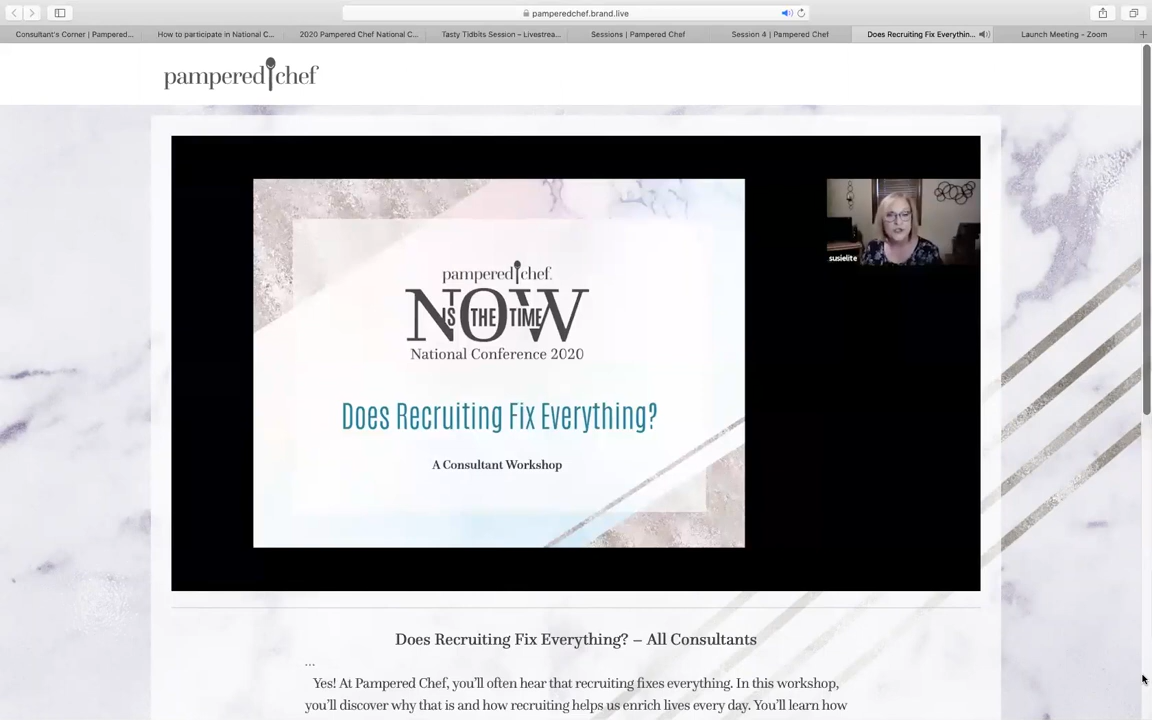 pamperedchef.brand.live
Consultant's Corner | Pampered...
How to participate in National C...
2020 Pampered Chef National C...
Tasty Tidbits Session – Livestrea...
Sessions | Pampered Chef
Session 4 | Pampered Chef
Does Recruiting Fix Everythin...
Launch Meeting - Zoom
pampered chef
pampered chef.
NOW IS THE TIME
National Conference 2020
Does Recruiting Fix Everything?
A Consultant Workshop
susielite
Does Recruiting Fix Everything? – All Consultants
...
Yes! At Pampered Chef, you'll often hear that recruiting fixes everything. In this workshop,
you'll discover why that is and how recruiting helps us enrich lives every day. You'll learn how